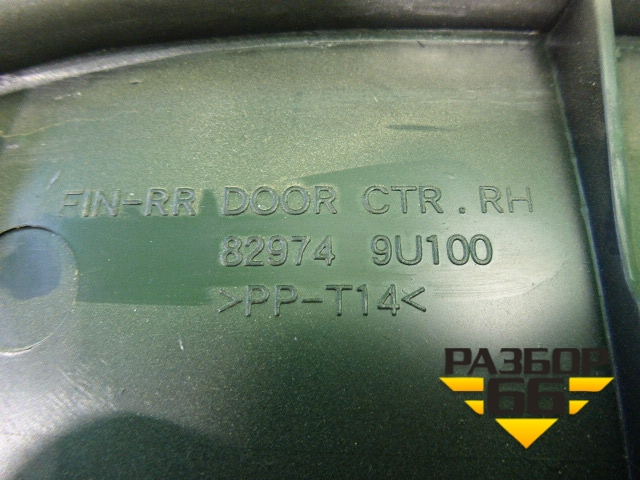 FIN-RR DOOR CTR.RH
82974 9U100
>PP-T14<
РАЗБОР
66